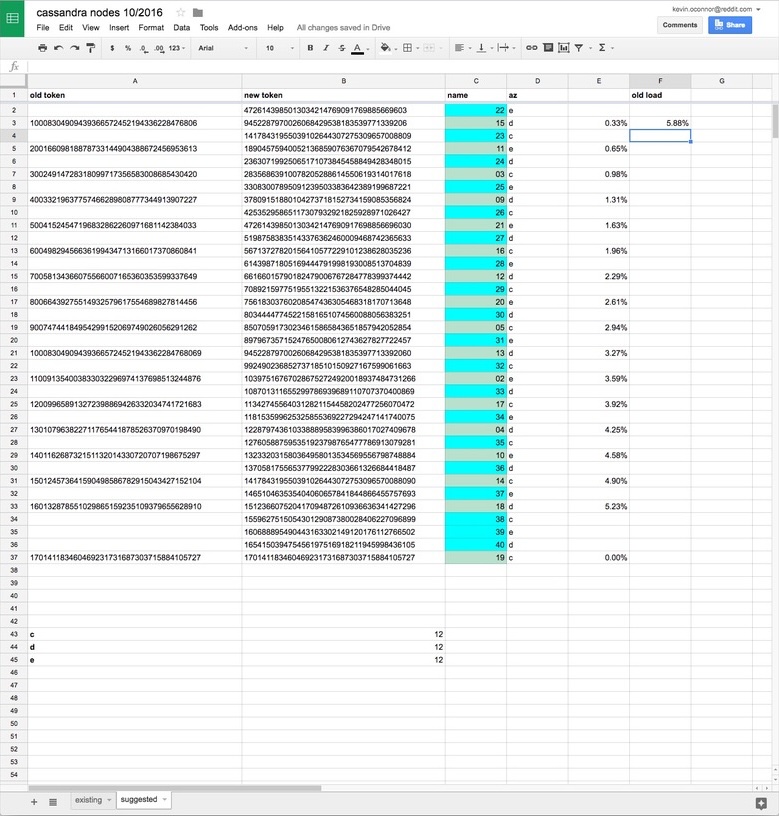 cassandra nodes 10/2016
kevin.oconnor@reddit.com
File Edit View Insert Format Data Tools Add-ons Help All changes saved in Drive
Comments Share
$ % .0 .00 123 Arial 10 B I S A
fx
A B C D E F G
1 old token new token name az old load
2 4726143985013034214769091769885669603 22 e
3 10008304909439366572452194336228476806 9452287970026068429538183539771339206 15 d 0.33% 5.88%
4 14178431955039102644307275309657008809 23 c
5 20016609818878733144904388672456953613 18904575940052136859076367079542678412 11 e 0.65%
6 23630719925065171073845458849428348015 24 d
7 30024914728318099717356583008685430420 28356863910078205288614550619314017618 03 c 0.98%
8 33083007895091239503383642389199687221 25 e
9 40033219637757466289808777344913907227 37809151880104273718152734159085356824 09 d 1.31%
10 42535295865117307932921825928971026427 26 c
11 50041524547196832862260971681142384033 47261439850130342147690917698856696030 21 e 1.63%
12 51987583835143376362460009468742365633 27 d
13 60049829456636199434713166017370860841 56713727820156410577229101238628035236 16 c 1.96%
14 61439871805169444791998193008513704839 28 e
15 70058134366075566007165360353599337649 66166015790182479006767284778399374442 12 d 2.29%
16 70892159775195513221536376548285044045 29 c
17 80066439275514932579617554689827814456 75618303760208547436305468318170713648 20 e 2.61%
18 80344447745221581651074560088056383251 30 d
19 90074744184954299152069749026056291262 85070591730234615865843651857942052854 05 c 2.94%
20 89796735715247650080612743627827722457 31 e
21 100083049094393665724521943362284768069 94522879700260684295381835397713392060 13 d 3.27%
22 99249023685273718510150927167599061663 32 c
23 110091354003833032296974137698513244876 103975167670286752724920018937484731266 02 e 3.59%
24 108701311655299786939689110707370400869 33 d
25 120099658913272398869426332034741721683 113427455640312821154458202477256070472 17 c 3.92%
26 118153599625325855369227294247141740075 34 e
27 130107963822711765441878526370970198490 122879743610338889583996386017027409678 04 d 4.25%
28 127605887595351923798765477786913079281 35 c
29 140116268732151132014330720707198675297 132332031580364958013534569556798748884 10 e 4.58%
30 137058175565377992228303661326684418487 36 d
31 150124573641590498586782915043427152104 141784319550391026443072753096570088090 14 c 4.90%
32 146510463535404060657841844866455757693 37 e
33 160132878551029865159235109379655628910 151236607520417094872610936636341427296 18 d 5.23%
34 155962751505430129087380028406227096899 38 c
35 160688895490443163302149120176112766502 39 e
36 165415039475456197516918211945998436105 40 d
37 170141183460469231731687303715884105727 170141183460469231731687303715884105727 19 c 0.00%
38
39
40
41
42
43 c 12
44 d 12
45 e 12
46
47
48
49
50
51
52
53
54
existing suggested